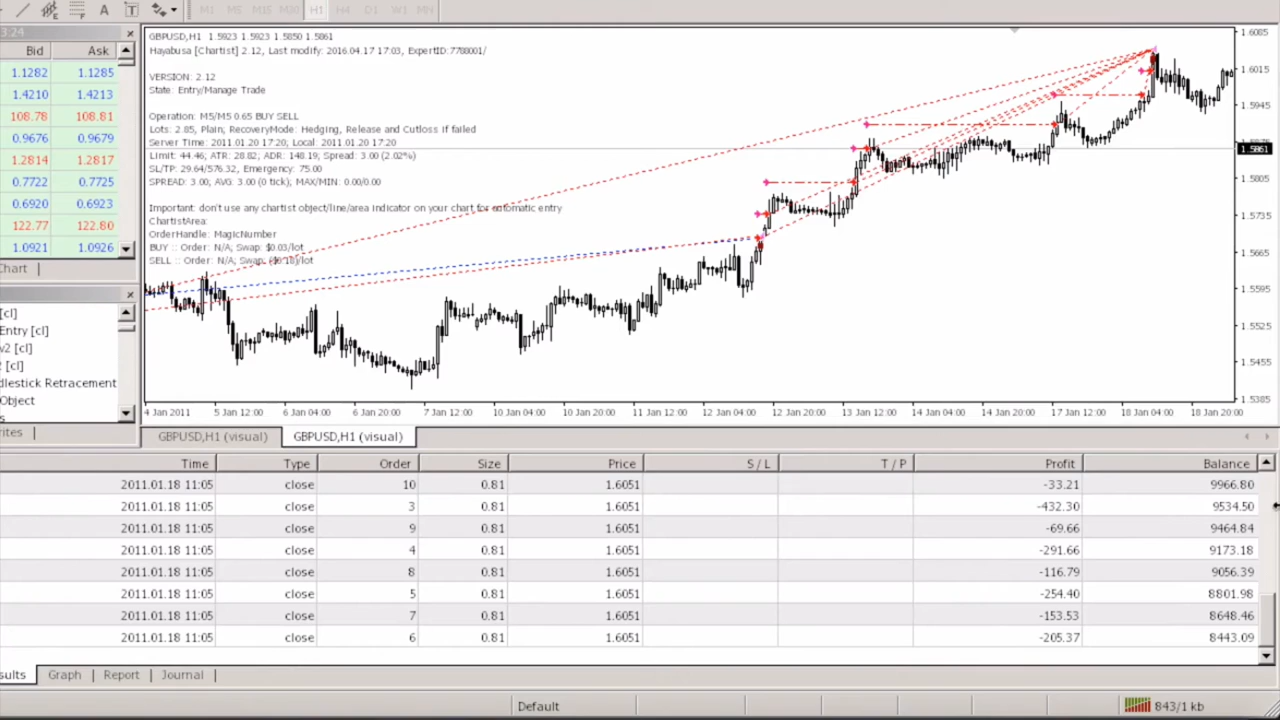 M1 M5 M15 M30 H1 H4 D1 W1 MN
3:24
Bid Ask
1.1282 1.1285
1.4210 1.4213
108.78 108.81
0.9676 0.9679
1.2814 1.2817
0.7722 0.7725
0.6920 0.6923
122.77 122.80
1.0921 1.0926
Chart
[cl]
Entry [cl]
v2 [cl]
[cl]
dlestick Retracement
Object
s
rites
GBPUSD,H1 1.5923 1.5923 1.5850 1.5861
Hayabusa [Chartist] 2.12, Last modify: 2016.04.17 17:03, ExpertID:7788001/
VERSION: 2.12
State: Entry/Manage Trade
Operation: M5/M5 0.65 BUY SELL
Lots: 2.85, Plain; RecoveryMode: Hedging, Release and Cutloss if failed
Server Time: 2011.01.20 17:20; Local: 2011.01.20 17:20
Limit: 44.46; ATR: 28.82; ADR: 148.19; Spread: 3.00 (2.02%)
SL/TP: 29.64/576.32, Emergency: 75.00
SPREAD: 3.00, AVG: 3.00 (0 tick); MAX/MIN: 0.00/0.00
Important: don't use any chartist object/line/area indicator on your chart for automatic entry
ChartistArea:
OrderHandle: MagicNumber
BUY :: Order: N/A; Swap: $0.03/lot
SELL :: Order: N/A; Swap: ($0.10)/lot
1.6085
1.6015
1.5945
1.5861
1.5805
1.5735
1.5665
1.5595
1.5525
1.5455
1.5385
4 Jan 2011 5 Jan 12:00 6 Jan 04:00 6 Jan 20:00 7 Jan 12:00 10 Jan 04:00 10 Jan 20:00 11 Jan 12:00 12 Jan 04:00 12 Jan 20:00 13 Jan 12:00 14 Jan 04:00 14 Jan 20:00 17 Jan 12:00 18 Jan 04:00 18 Jan 20:00
GBPUSD,H1 (visual) GBPUSD,H1 (visual)
Time Type Order Size Price S / L T / P Profit Balance
2011.01.18 11:05 close 10 0.81 1.6051 -33.21 9966.80
2011.01.18 11:05 close 3 0.81 1.6051 -432.30 9534.50
2011.01.18 11:05 close 9 0.81 1.6051 -69.66 9464.84
2011.01.18 11:05 close 4 0.81 1.6051 -291.66 9173.18
2011.01.18 11:05 close 8 0.81 1.6051 -116.79 9056.39
2011.01.18 11:05 close 5 0.81 1.6051 -254.40 8801.98
2011.01.18 11:05 close 7 0.81 1.6051 -153.53 8648.46
2011.01.18 11:05 close 6 0.81 1.6051 -205.37 8443.09
sults Graph Report Journal
Default 843/1 kb